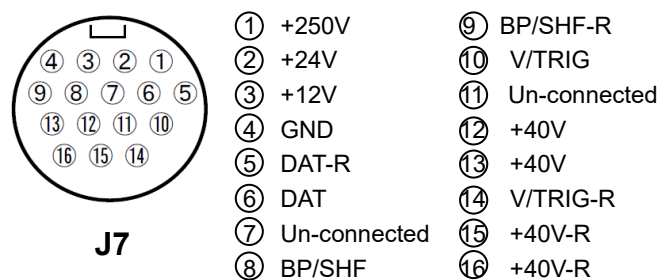 ④ ③ ② ①
⑨ ⑧ ⑦ ⑥ ⑤
⑬ ⑫ ⑪ ⑩
⑯ ⑮ ⑭
J7
① +250V
② +24V
③ +12V
④ GND
⑤ DAT-R
⑥ DAT
⑦ Un-connected
⑧ BP/SHF
⑨ BP/SHF-R
⑩ V/TRIG
⑪ Un-connected
⑫ +40V
⑬ +40V
⑭ V/TRIG-R
⑮ +40V-R
⑯ +40V-R